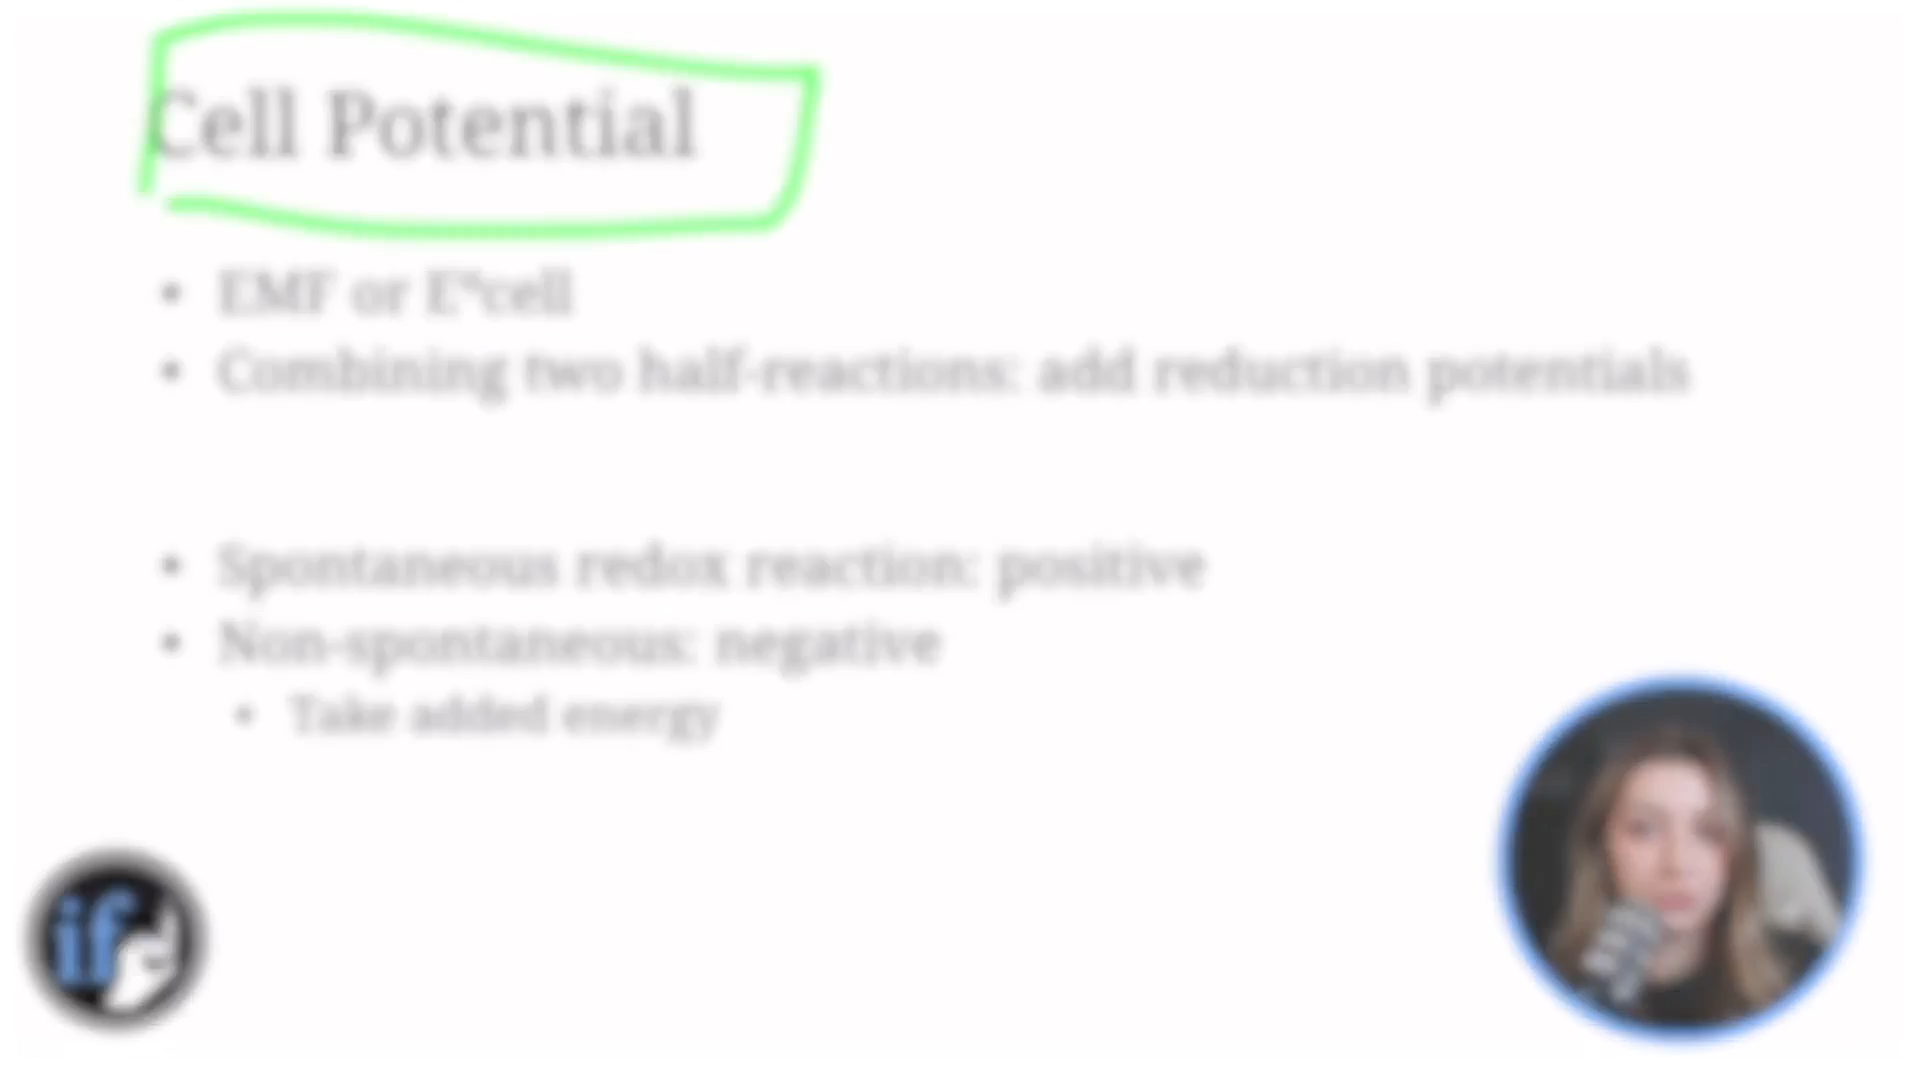 Cell Potential
• EMF or E°cell
• Combining two half-reactions: add reduction potentials
• Spontaneous redox reaction: positive
• Non-spontaneous: negative
• Take added energy
if